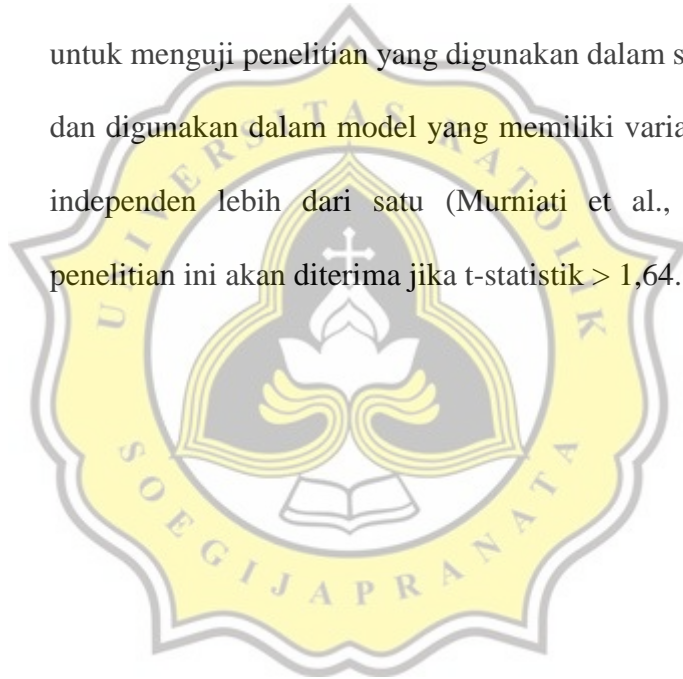 untuk menguji penelitian yang digunakan dalam
dan digunakan dalam model yang memiliki
independen lebih dari satu (Murniati et al.,
penelitian ini akan diterima jika t-statistik > 1,64.
UNIVERSITAS KATOLIK
SOEGIJAPRANATA